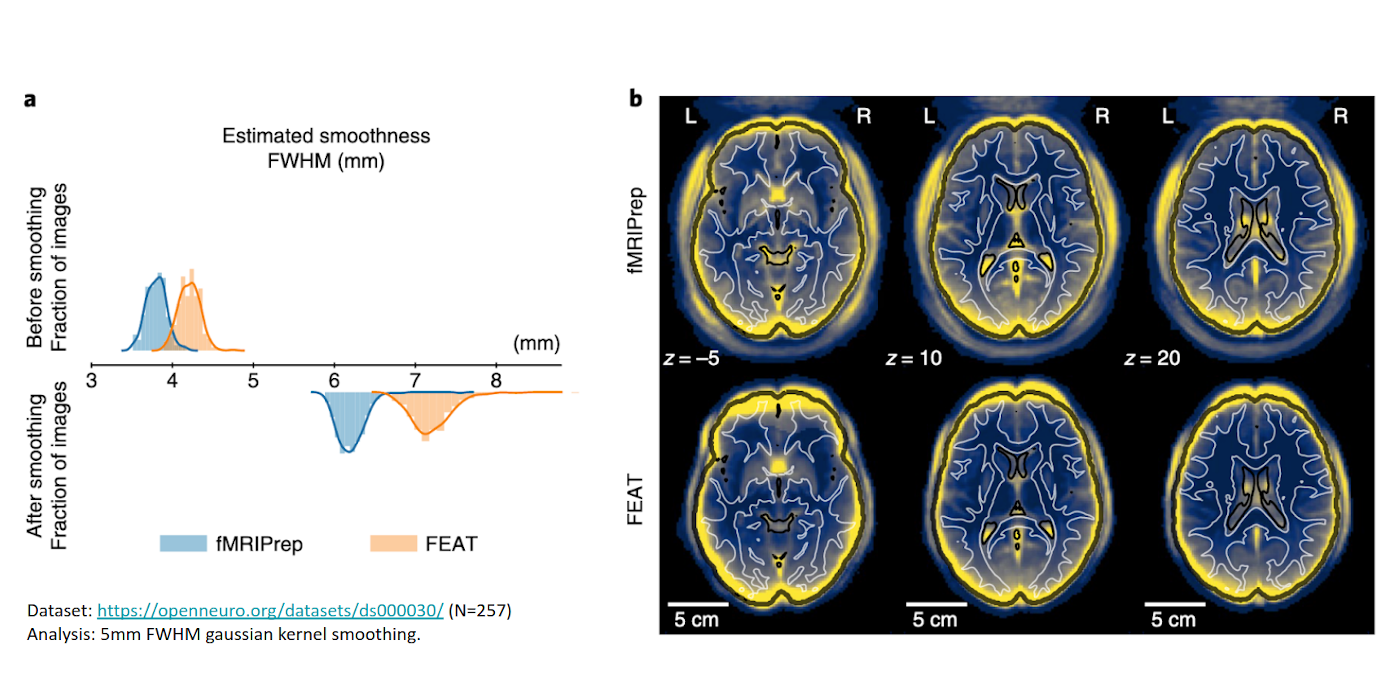 a
Estimated smoothness
FWHM (mm)
Before smoothing
Fraction of images
(mm)
3 4 5 6 7 8
After smoothing
Fraction of images
fMRIPrep FEAT
Dataset: https://openneuro.org/datasets/ds000030/ (N=257)
Analysis: 5mm FWHM gaussian kernel smoothing.
b
L R L R L R
fMRIPrep
z = –5 z = 10 z = 20
FEAT
5 cm 5 cm 5 cm